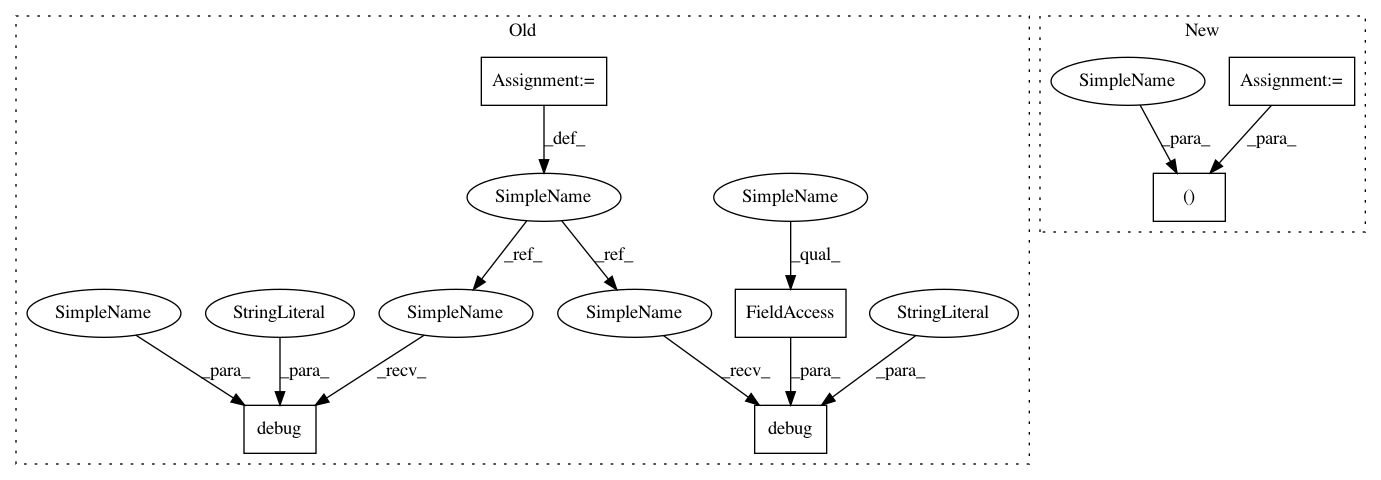 Old
New
Assignment:=
SimpleName
Assignment:=
_def_
_para_
_para_
SimpleName
SimpleName
()
_ref_
_ref_
_qual_
SimpleName
StringLiteral
SimpleName
SimpleName
FieldAccess
StringLiteral
_para_
_para_
_recv_
_recv_
_para_
_para_
debug
debug